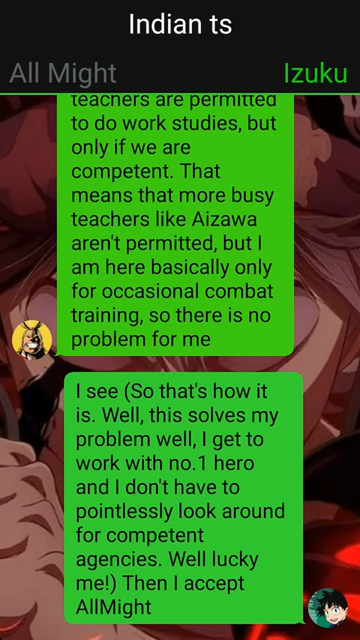 Indian ts
All Might Izuku
teachers are permitted
to do work studies, but
only if we are
competent. That
means that more busy
teachers like Aizawa
aren't permitted, but I
am here basically only
for occasional combat
training, so there is no
problem for me
I see (So that's how it
is. Well, this solves my
problem well, I get to
work with no.1 hero
and I don't have to
pointlessly look around
for competent
agencies. Well lucky
me!) Then I accept
AllMight